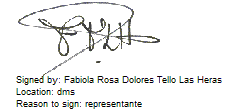 Signed by: Fabiola Rosa Dolores Tello Las Heras
Location: dms
Reason to sign: representante